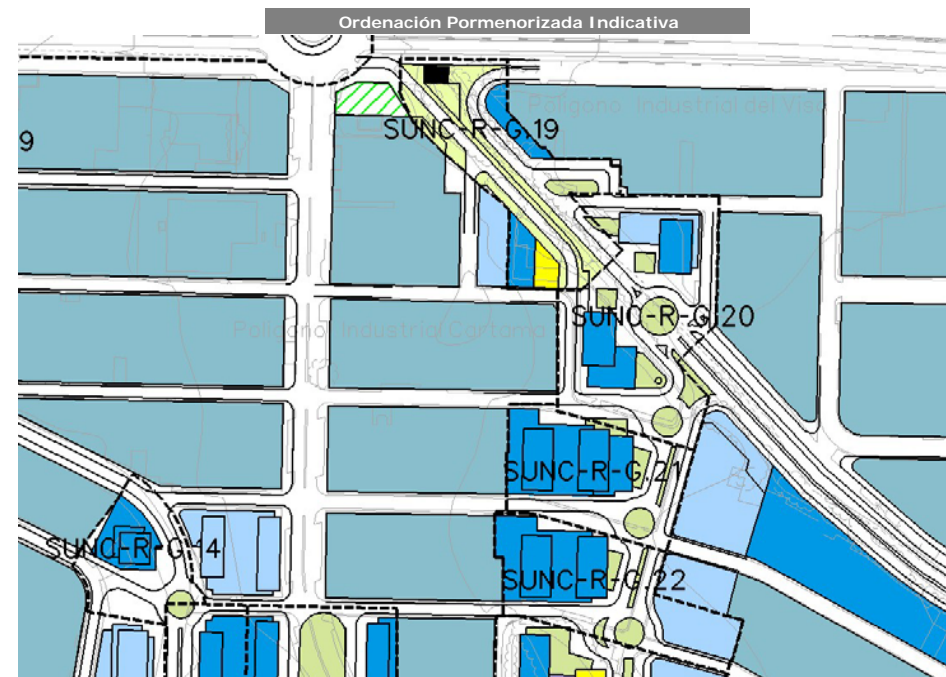 Ordenación Pormenorizada Indicativa
Polígono Industrial del Viso
SUNC-R-G.19
9
SUNC-R-G.20
Polígono Industrial Cartama
SUNC-R-G.21
SUNC-R-G.14
SUNC-R-G.22